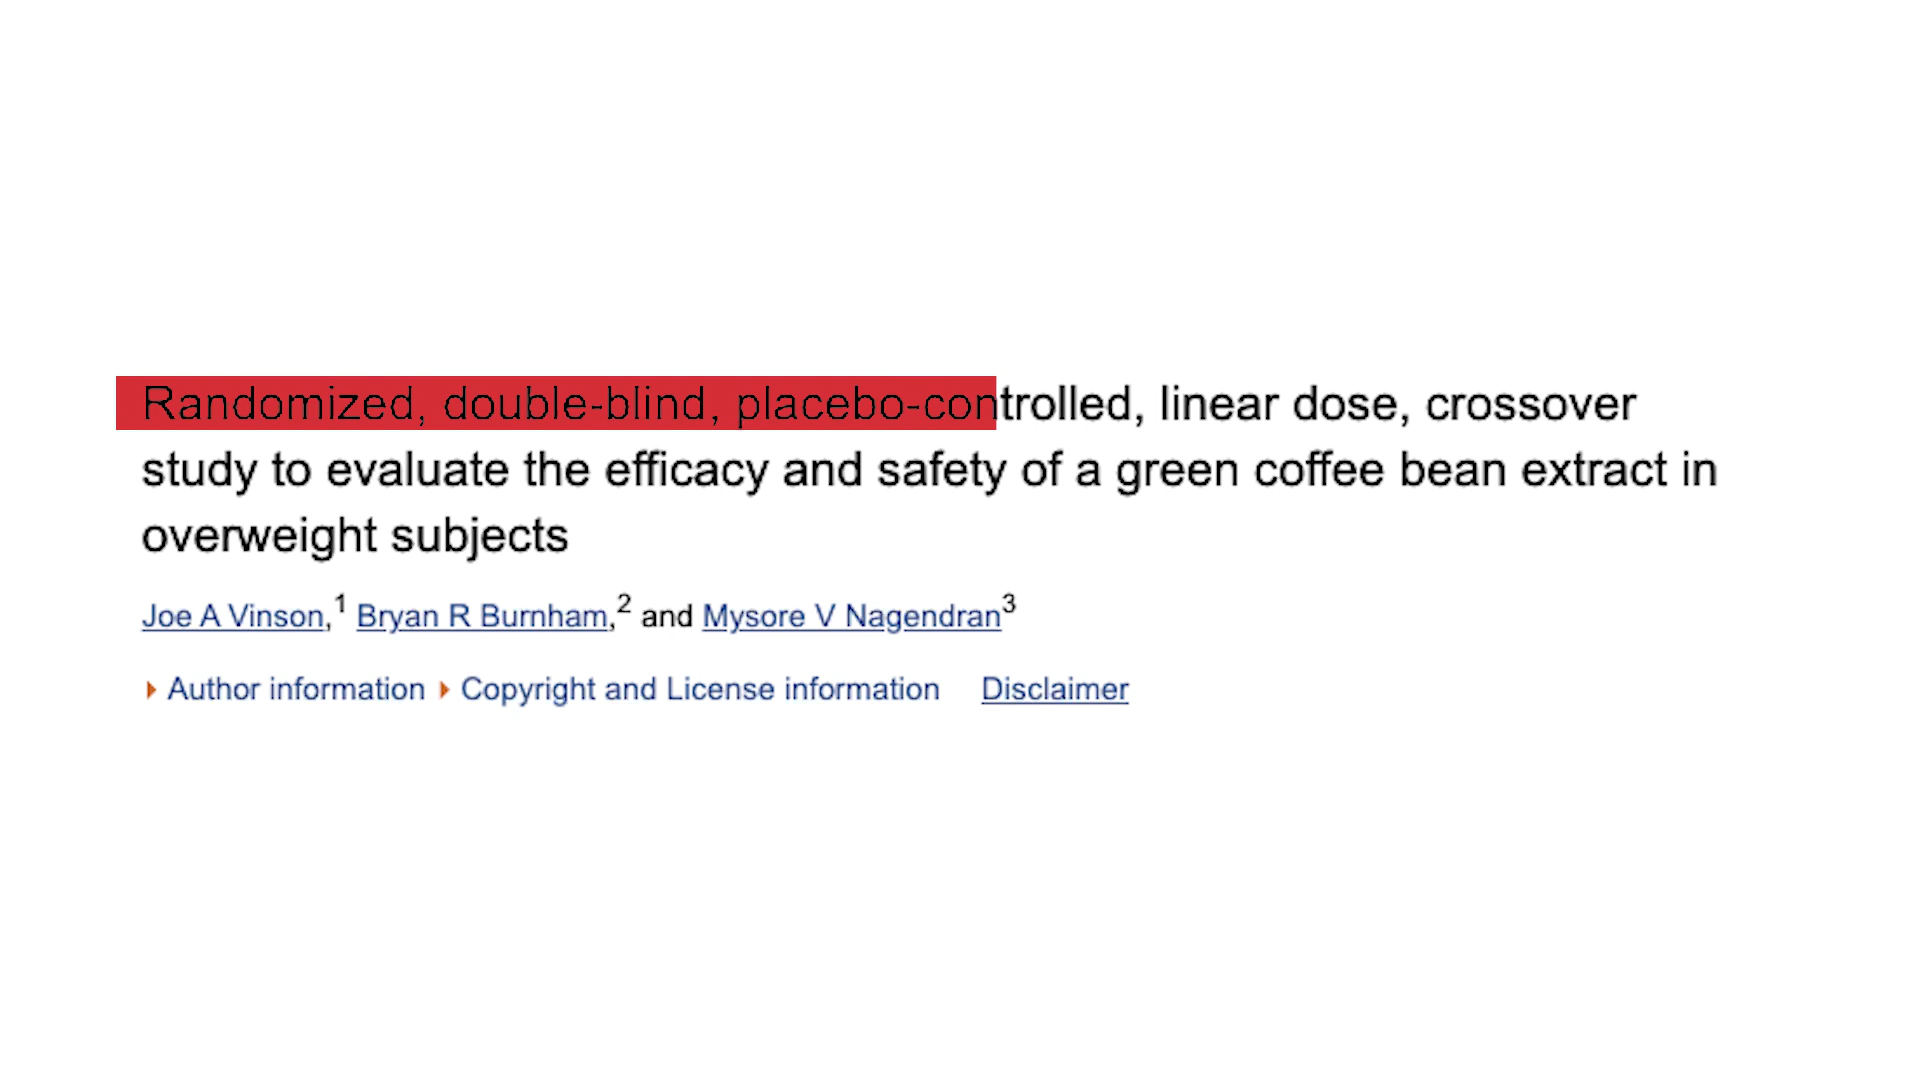 Randomized, double-blind, placebo-controlled, linear dose, crossover
study to evaluate the efficacy and safety of a green coffee bean extract in
overweight subjects
Joe A Vinson,1 Bryan R Burnham,2 and Mysore V Nagendran3
Author information Copyright and License information Disclaimer